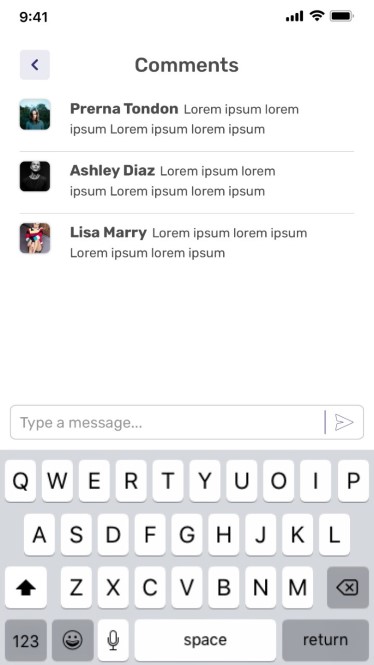 9:41
Comments
Prerna Tondon Lorem ipsum lorem
ipsum Lorem ipsum lorem ipsum
Ashley Diaz Lorem ipsum lorem
ipsum Lorem ipsum lorem ipsum
Lisa Marry Lorem ipsum lorem ipsum
Lorem ipsum lorem ipsum
Type a message...
Q W E R T Y U O I P
A S D F G H J K L
Z X C V B N M
123 space return